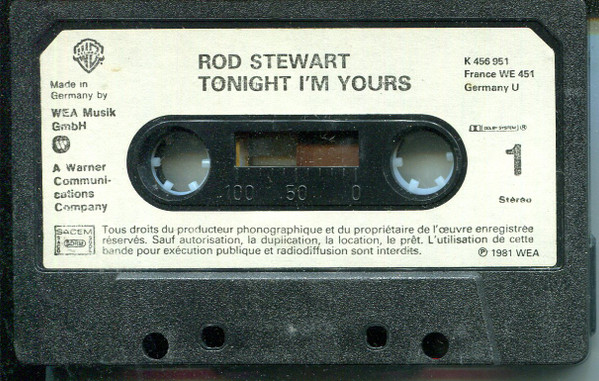 ROD STEWART
TONIGHT I'M YOURS
K 456 951
France WE 451
Germany U
Made in
Germany by
WEA Musik
GmbH
A Warner
Communi-
cations
Company
DOLBY SYSTEM
1
Stéréo
100 50 0
SACEM
Tous droits du producteur phonographique et du propriétaire de l'œuvre enregistrée
réservés. Sauf autorisation, la duplication, la location, le prêt. L'utilisation de cette
bande pour exécution publique et radiodiffusion sont interdits.
℗ 1981 WEA